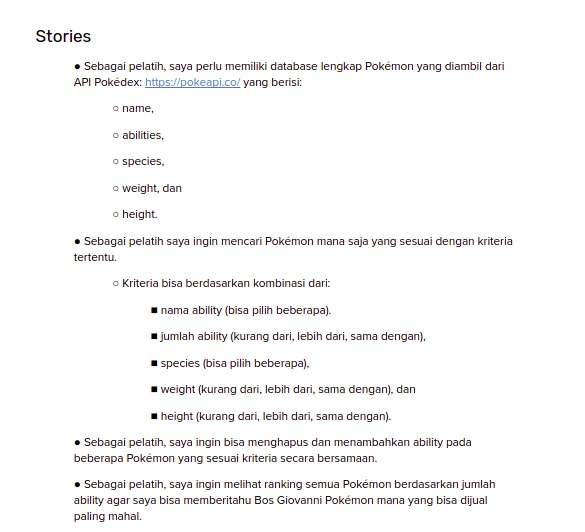 Stories
● Sebagai pelatih, saya perlu memiliki database lengkap Pokémon yang diambil dari
API Pokédex: https://pokeapi.co/ yang berisi:
○ name,
○ abilities,
○ species,
○ weight, dan
○ height.
● Sebagai pelatih saya ingin mencari Pokémon mana saja yang sesuai dengan kriteria
tertentu.
○ Kriteria bisa berdasarkan kombinasi dari:
■ nama ability (bisa pilih beberapa).
■ jumlah ability (kurang dari, lebih dari, sama dengan),
■ species (bisa pilih beberapa),
■ weight (kurang dari, lebih dari, sama dengan), dan
■ height (kurang dari, lebih dari, sama dengan).
● Sebagai pelatih, saya ingin bisa menghapus dan menambahkan ability pada
beberapa Pokémon yang sesuai kriteria secara bersamaan.
● Sebagai pelatih, saya ingin melihat ranking semua Pokémon berdasarkan jumlah
ability agar saya bisa memberitahu Bos Giovanni Pokémon mana yang bisa dijual
paling mahal.